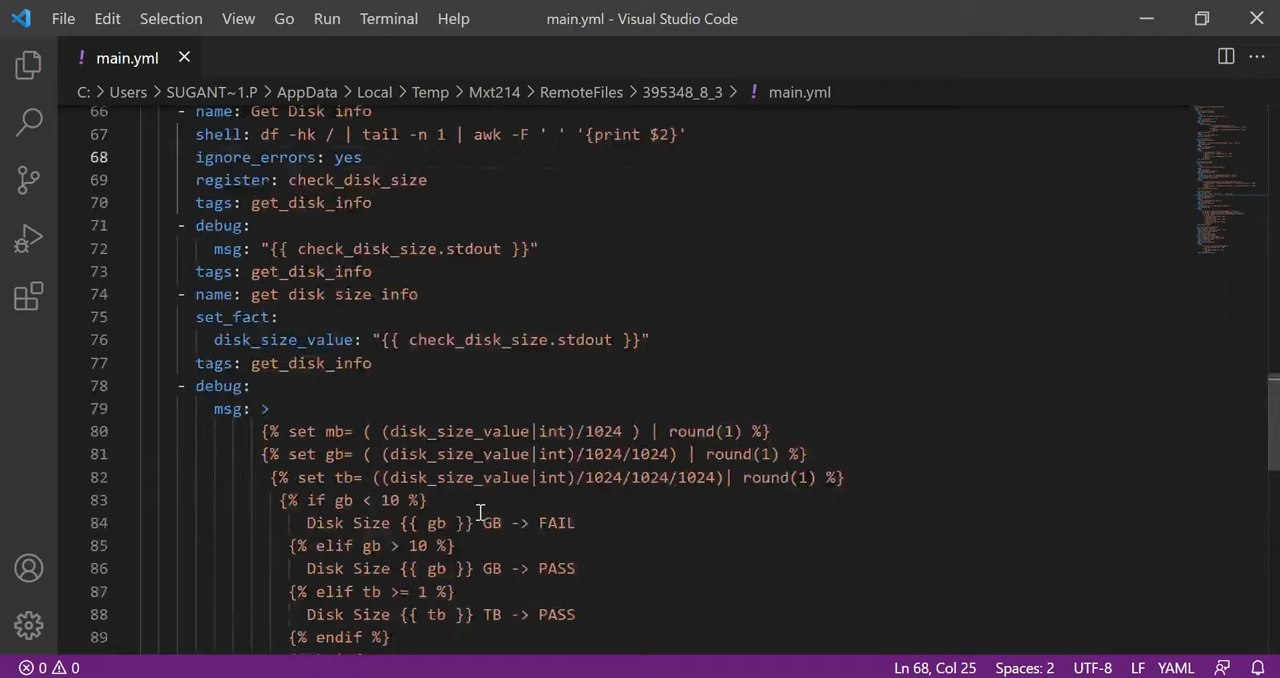 File Edit Selection View Go Run Terminal Help main.yml - Visual Studio Code
! main.yml ×
C: > Users > SUGANT~1.P > AppData > Local > Temp > Mxt214 > RemoteFiles > 395348_8_3 > ! main.yml
66 - name: Get Disk info
67 shell: df -hk / | tail -n 1 | awk -F ' ' '{print $2}'
68 ignore_errors: yes
69 register: check_disk_size
70 tags: get_disk_info
71 - debug:
72 msg: "{{ check_disk_size.stdout }}"
73 tags: get_disk_info
74 - name: get disk size info
75 set_fact:
76 disk_size_value: "{{ check_disk_size.stdout }}"
77 tags: get_disk_info
78 - debug:
79 msg: >
80 {% set mb= ( (disk_size_value|int)/1024 ) | round(1) %}
81 {% set gb= ( (disk_size_value|int)/1024/1024) | round(1) %}
82 {% set tb= ((disk_size_value|int)/1024/1024/1024)| round(1) %}
83 {% if gb < 10 %}
84 Disk Size {{ gb }} GB -> FAIL
85 {% elif gb > 10 %}
86 Disk Size {{ gb }} GB -> PASS
87 {% elif tb >= 1 %}
88 Disk Size {{ tb }} TB -> PASS
89 {% endif %}
0 0 Ln 68, Col 25 Spaces: 2 UTF-8 LF YAML